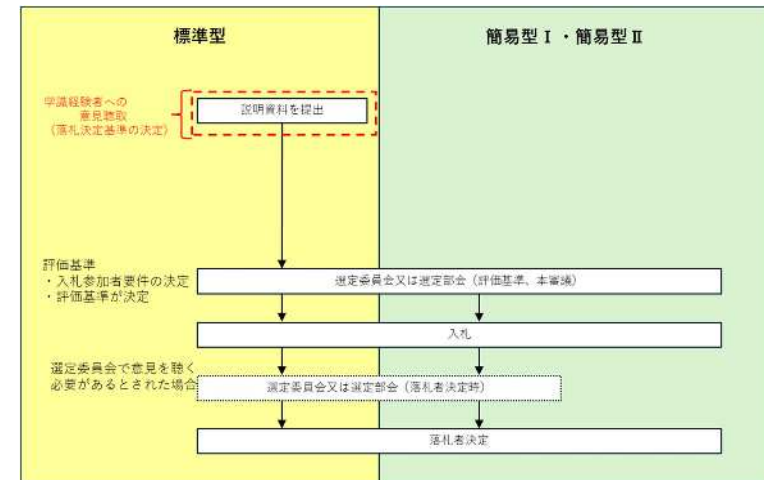 標準型
簡易型Ⅰ・簡易型Ⅱ
学識経験者への
意見聴取
（落札決定基準の決定）
説明資料を提出
評価基準
・入札参加者要件の決定
・評価基準が決定
選定委員会又は選定部会（評価基準、本審議）
入札
選定委員会で意見を聴く
必要があるとされた場合
選定委員会又は選定部会（落札者決定時）
落札者決定